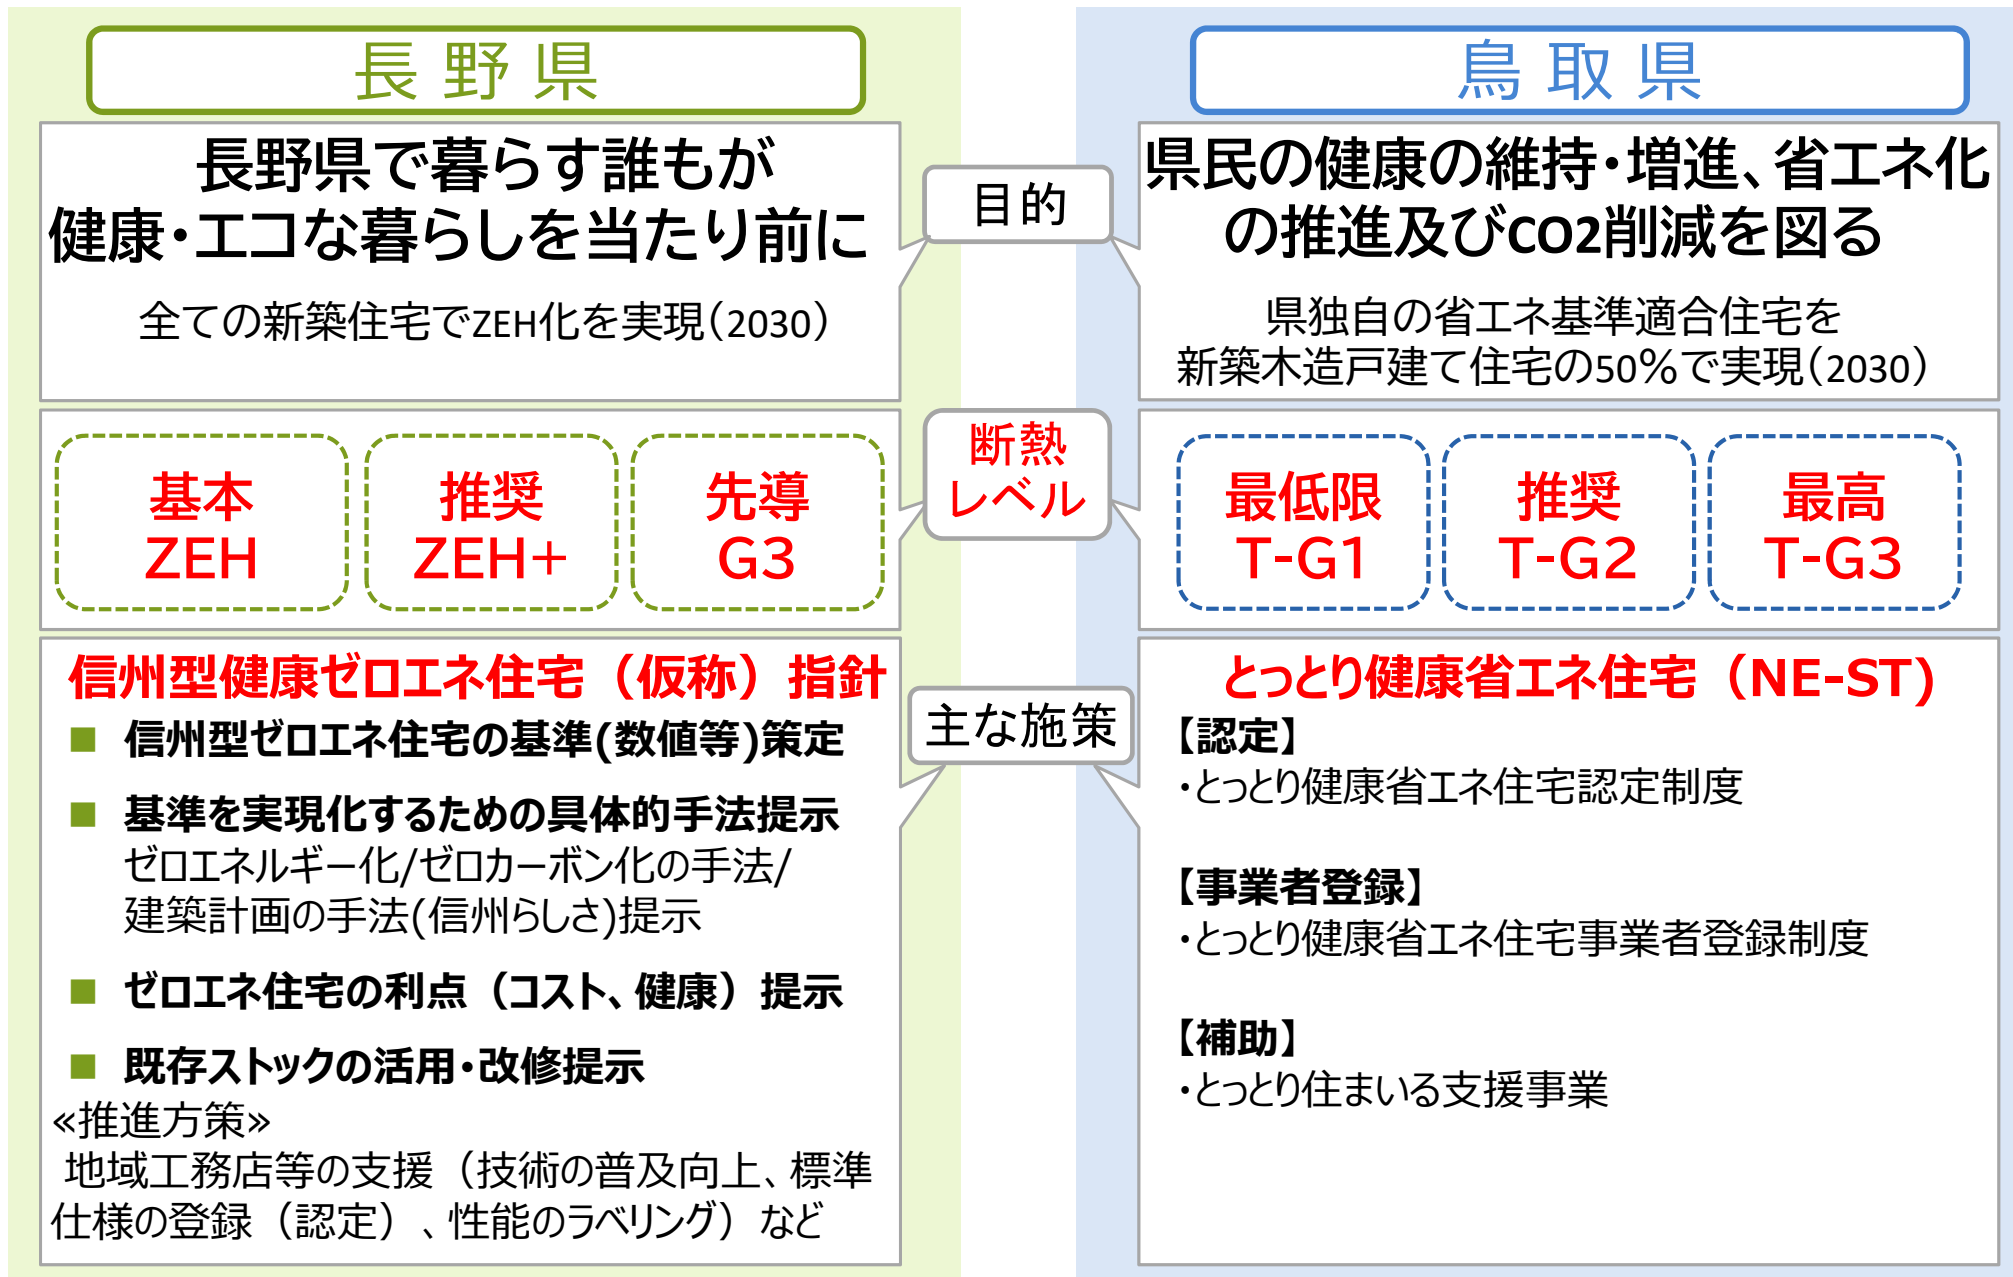 長野県
長野県で暮らす誰もが
健康・エコな暮らしを当たり前に
全ての新築住宅でZEH化を実現（2030）
目的
鳥取県
県民の健康の維持・増進、省エネ化
の推進及びCO2削減を図る
県独自の省エネ基準適合住宅を
新築木造戸建て住宅の50％で実現（2030）
基本
ZEH
推奨
ZEH+
先導
G3
断熱
レベル
最低限
T-G1
推奨
T-G2
最高
T-G3
信州型健康ゼロエネ住宅（仮称）指針
■ 信州型ゼロエネ住宅の基準(数値等)策定
■ 基準を実現化するための具体的手法提示
ゼロエネルギー化/ゼロカーボン化の手法/
建築計画の手法(信州らしさ)提示
■ ゼロエネ住宅の利点（コスト、健康）提示
■ 既存ストックの活用・改修提示
≪推進方策≫
地域工務店等の支援（技術の普及向上、標準
仕様の登録（認定）、性能のラベリング）など
主な施策
とっとり健康省エネ住宅（NE-ST)
【認定】
・とっとり健康省エネ住宅認定制度
【事業者登録】
・とっとり健康省エネ住宅事業者登録制度
【補助】
・とっとり住まいる支援事業